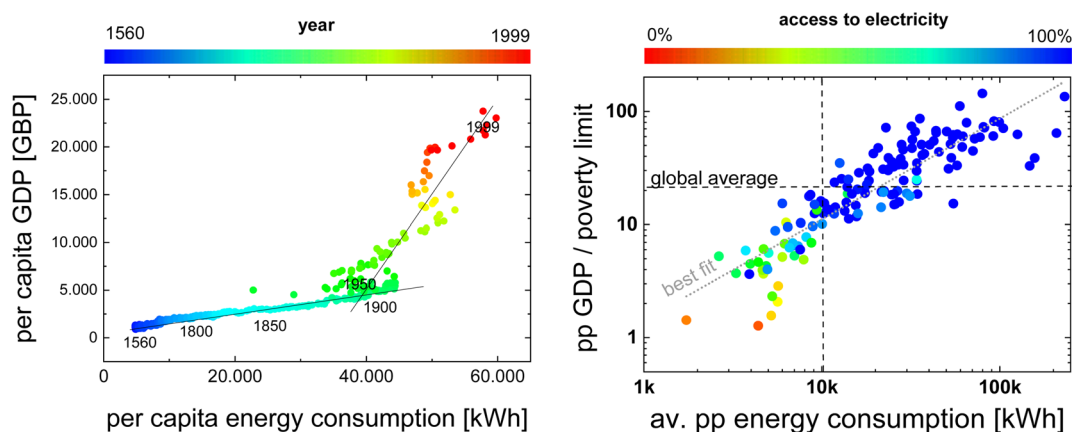 year
1560
1999
25.000
20.000
15.000
10.000
5.000
0
per capita GDP [GBP]
1999
1950
1900
1850
1800
1560
0
20.000
40.000
60.000
per capita energy consumption [kWh]
access to electricity
0%
100%
100
10
1
pp GDP / poverty limit
global average
best fit
1k
10k
100k
av. pp energy consumption [kWh]